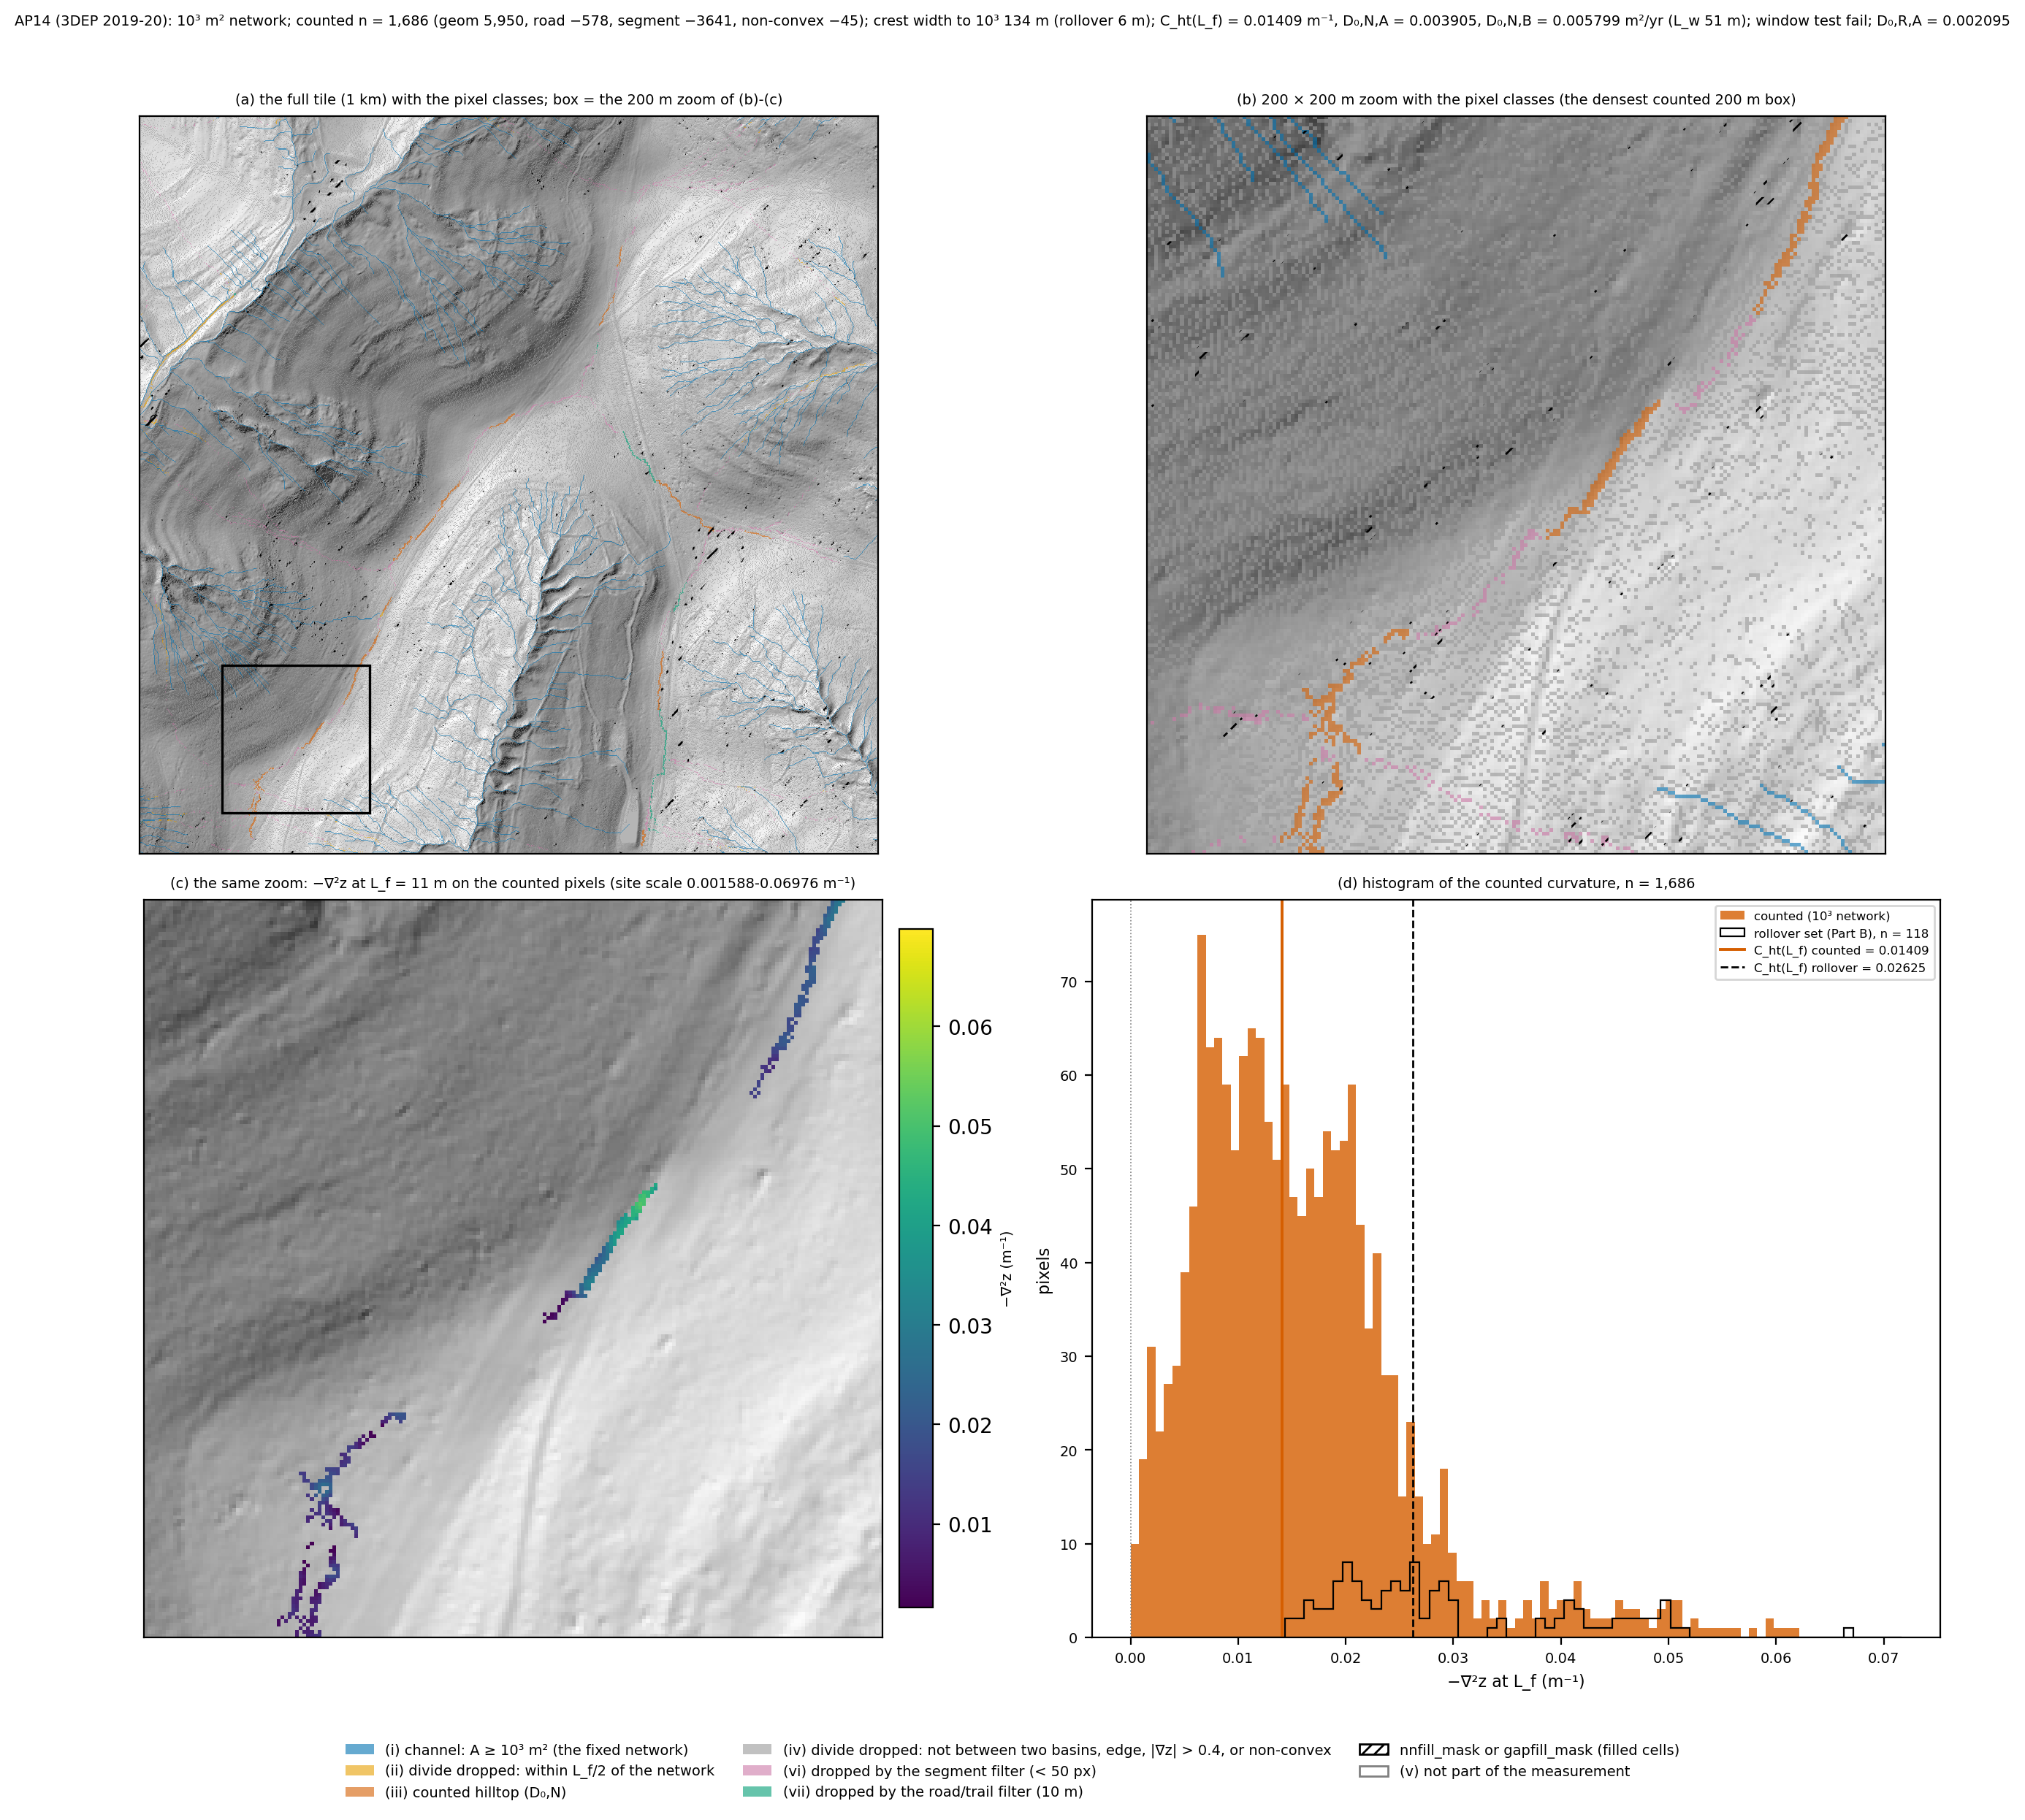 AP14 (3DEP 2019-20): 10³ m² network; counted n = 1,686 (geom 5,950, road −578, segment −3641, non-convex −45); crest width to 10³ 134 m (rollover 6 m); C_ht(L_f) = 0.01409 m⁻¹, D₀,N,A = 0.003905, D₀,N,B = 0.005799 m²/yr (L_w 51 m); window test fail; D₀,R,A = 0.002095
(a) the full tile (1 km) with the pixel classes; box = the 200 m zoom of (b)-(c)
(b) 200 × 200 m zoom with the pixel classes (the densest counted 200 m box)
(c) the same zoom: −∇²z at L_f = 11 m on the counted pixels (site scale 0.001588-0.06976 m⁻¹)
0.06
0.05
0.04
0.03
0.02
0.01
−∇²z (m⁻¹)
(d) histogram of the counted curvature, n = 1,686
counted (10³ network)
rollover set (Part B), n = 118
C_ht(L_f) counted = 0.01409
C_ht(L_f) rollover = 0.02625
70
60
50
40
30
20
10
0
pixels
0.00 0.01 0.02 0.03 0.04 0.05 0.06 0.07
−∇²z at L_f (m⁻¹)
(i) channel: A ≥ 10³ m² (the fixed network)
(ii) divide dropped: within L_f/2 of the network
(iii) counted hilltop (D₀,N)
(iv) divide dropped: not between two basins, edge, |∇z| > 0.4, or non-convex
(vi) dropped by the segment filter (< 50 px)
(vii) dropped by the road/trail filter (10 m)
nnfill_mask or gapfill_mask (filled cells)
(v) not part of the measurement